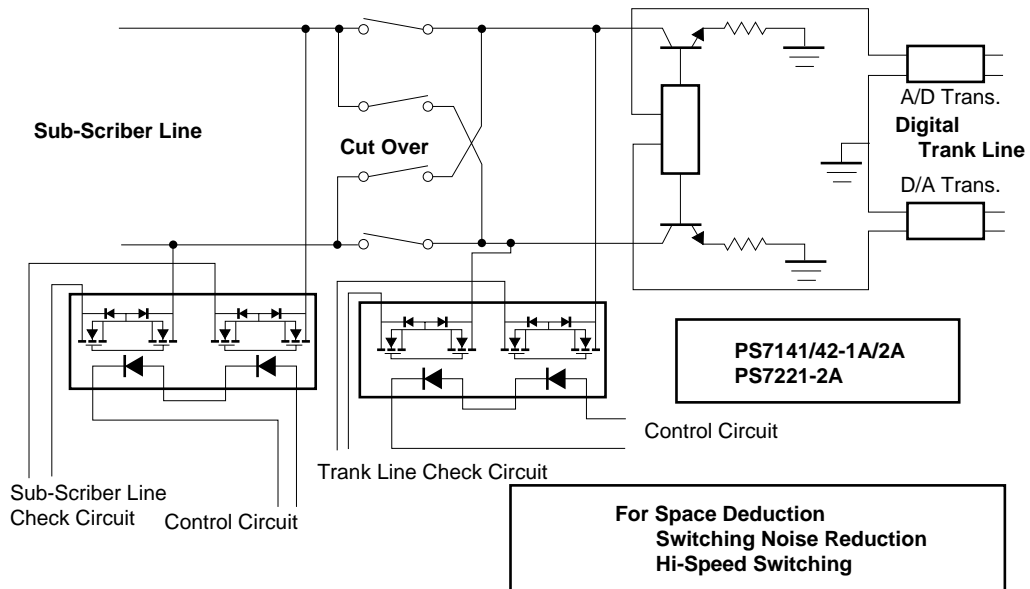 A/D Trans.
Sub-Scriber Line
Cut Over
Digital
Trank Line
D/A Trans.
PS7141/42-1A/2A
PS7221-2A
Control Circuit
Trank Line Check Circuit
Sub-Scriber Line
Check Circuit
Control Circuit
For Space Deduction
Switching Noise Reduction
Hi-Speed Switching